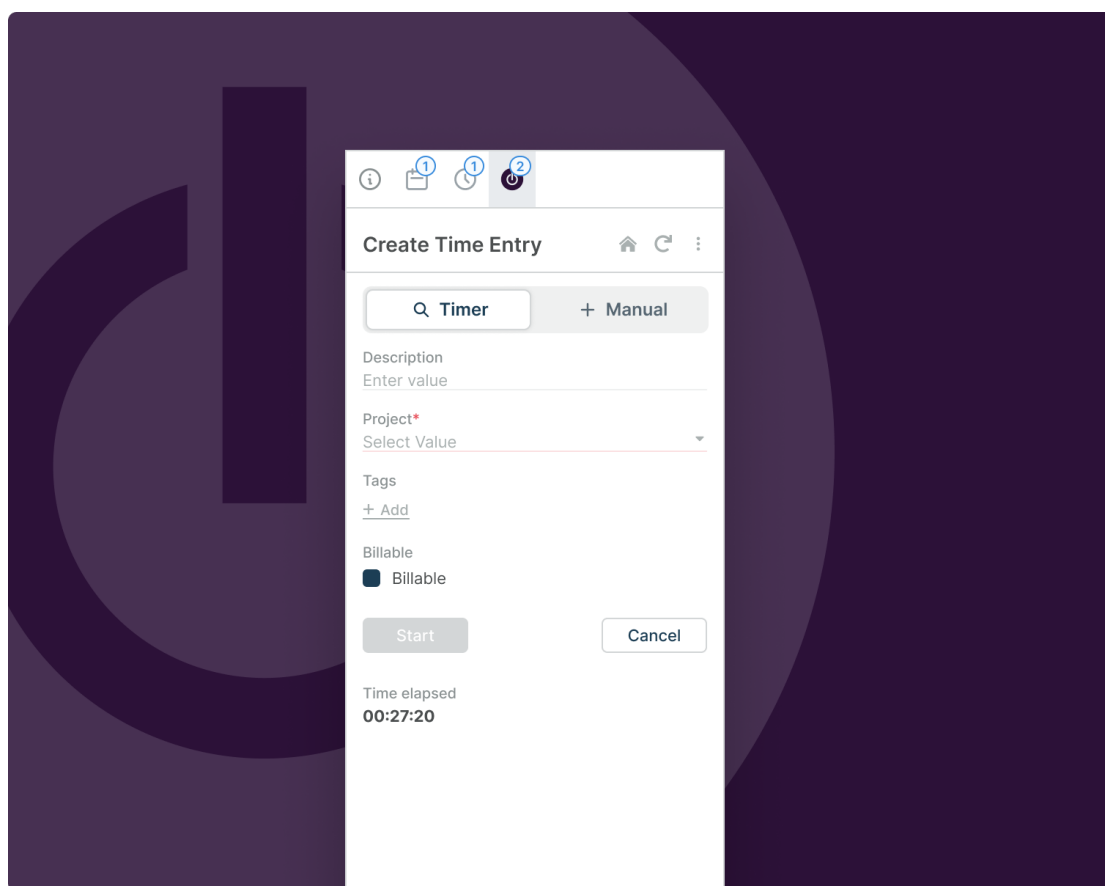 1 1 2
Create Time Entry
Timer + Manual
Description
Enter value
Project*
Select Value
Tags
+ Add
Billable
Billable
Start Cancel
Time elapsed
00:27:20